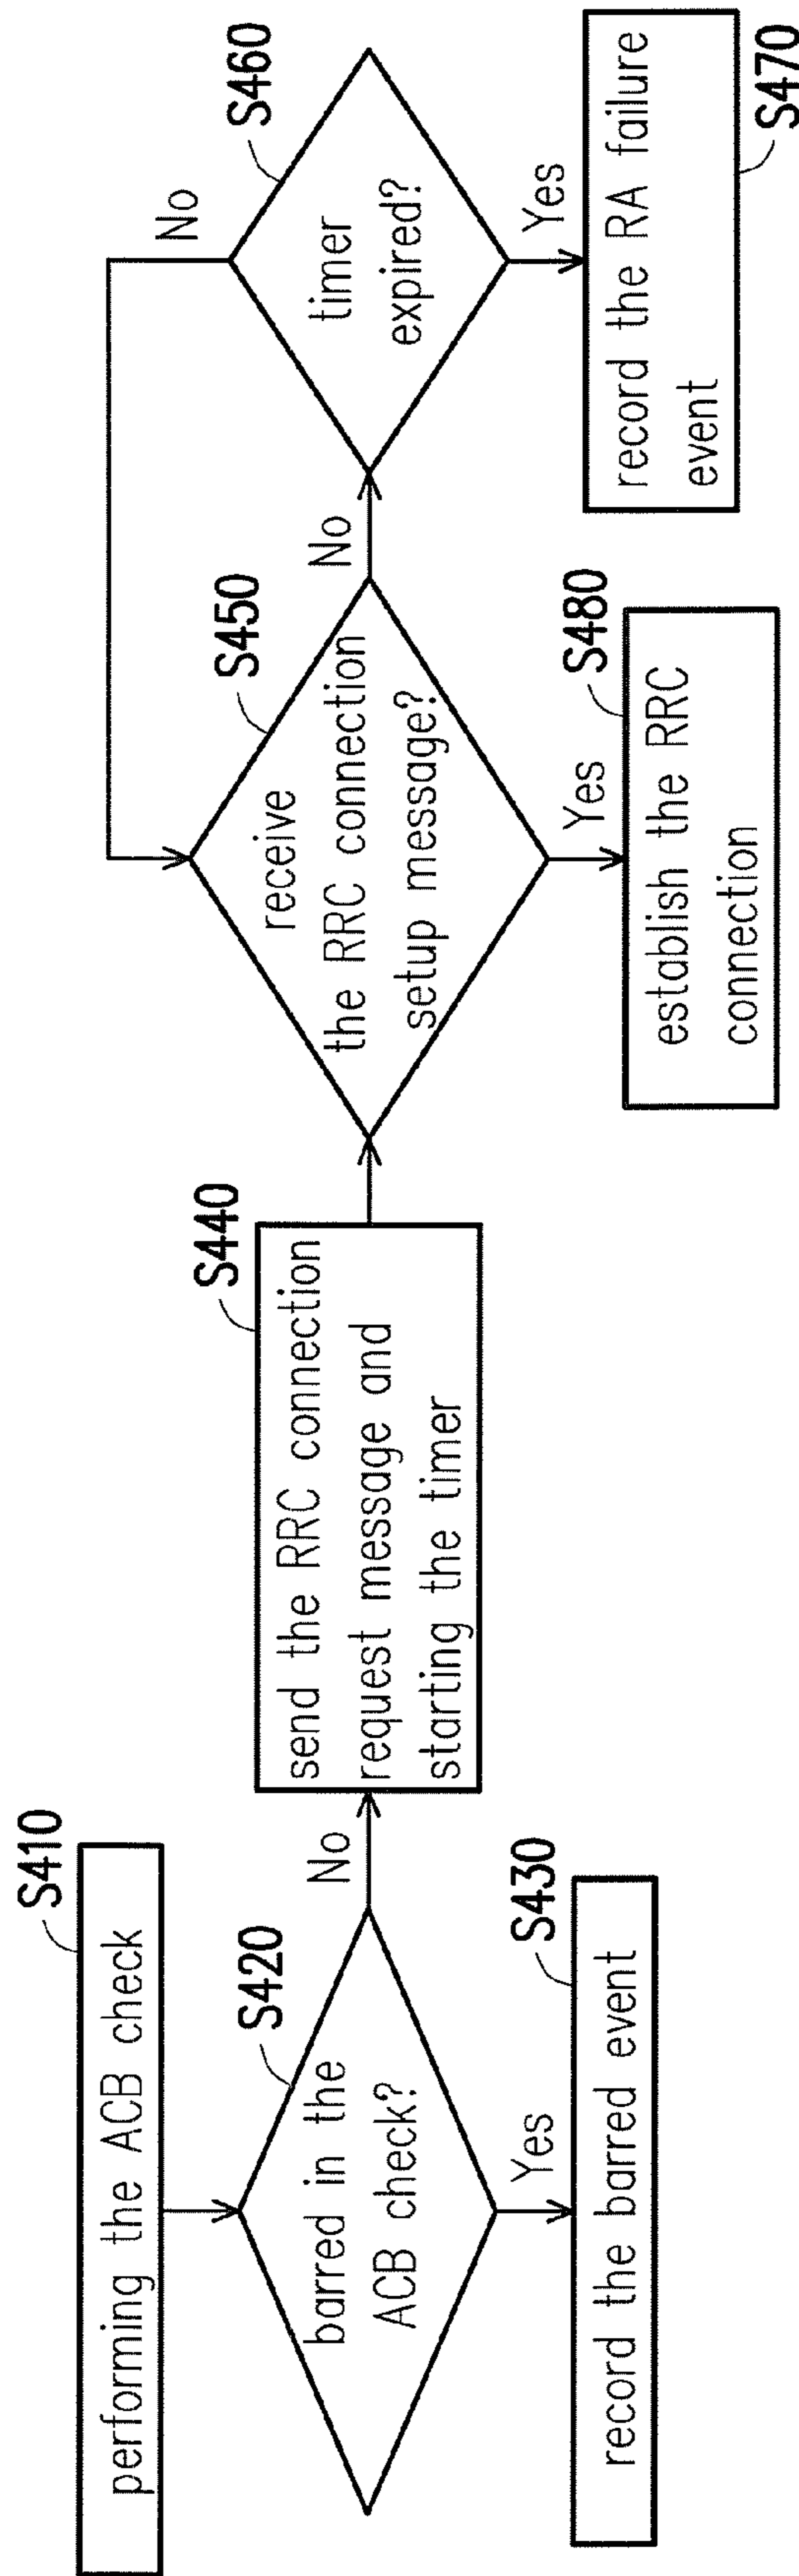 S410
performing the ACB check
S420
barred in the
ACB check?
Yes
No
S430
record the barred event
S440
send the RRC connection
request message and
starting the timer
S450
receive
the RRC connection
setup message?
No
Yes
S480
establish the RRC
connection
S460
timer
expired?
No
Yes
record the RA failure
event
S470